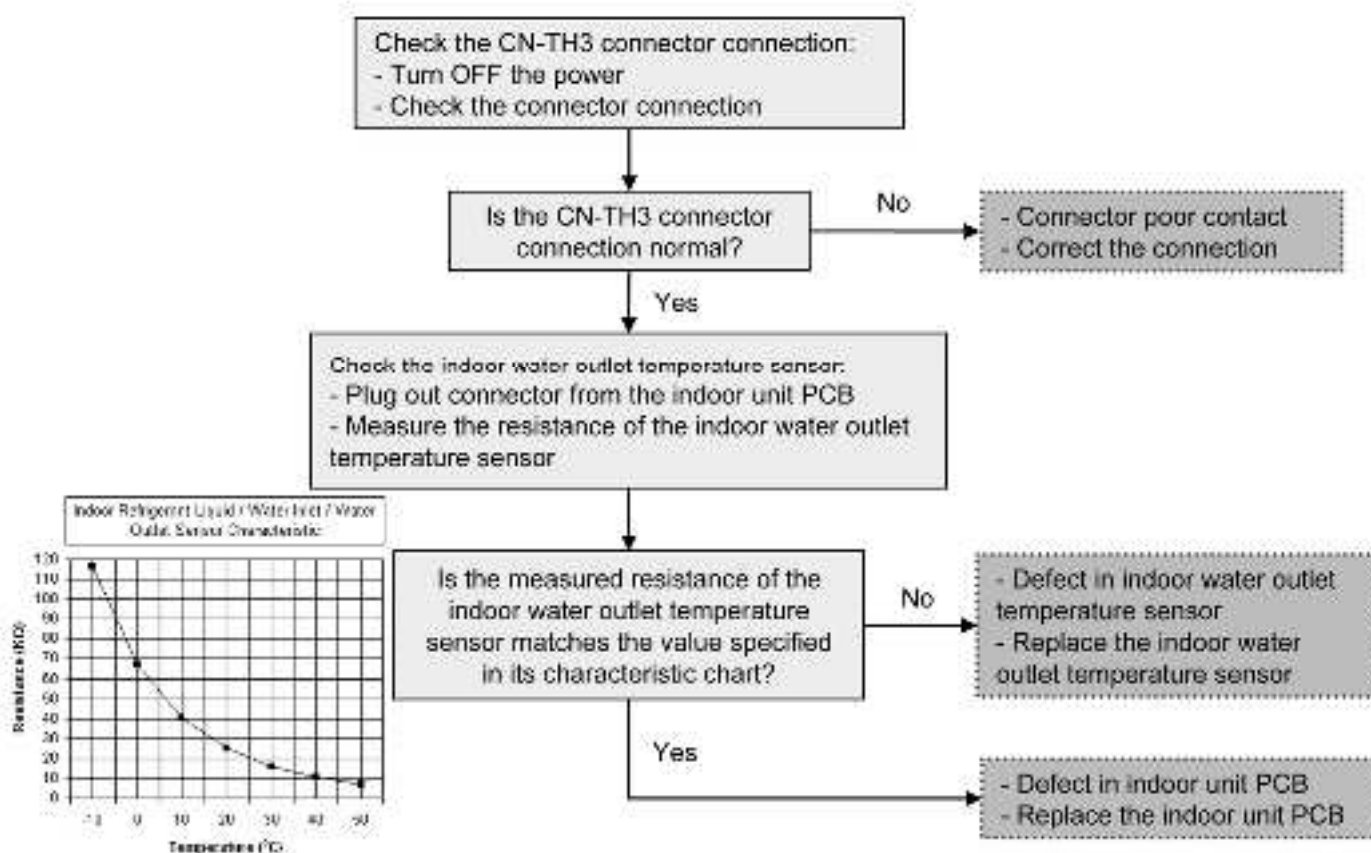 Check the CN-TH3 connector connection:
- Turn OFF the power
- Check the connector connection
Is the CN-TH3 connector
connection normal?
No
- Connector poor contact
- Correct the connection
Yes
Check the indoor water outlet temperature sensor:
- Plug out connector from the indoor unit PCB
- Measure the resistance of the indoor water outlet
temperature sensor
Indoor Refrigerant Liquid / Water Inlet / Water
Outlet Sensor Characteristic
Resistance (KΩ)
120
110
100
90
80
70
60
50
40
30
20
10
0
-10
0
10
20
30
40
50
Temperature (°C)
Is the measured resistance of the
indoor water outlet temperature
sensor matches the value specified
in its characteristic chart?
No
- Defect in indoor water outlet
temperature sensor
- Replace the indoor water
outlet temperature sensor
Yes
- Defect in indoor unit PCB
- Replace the indoor unit PCB